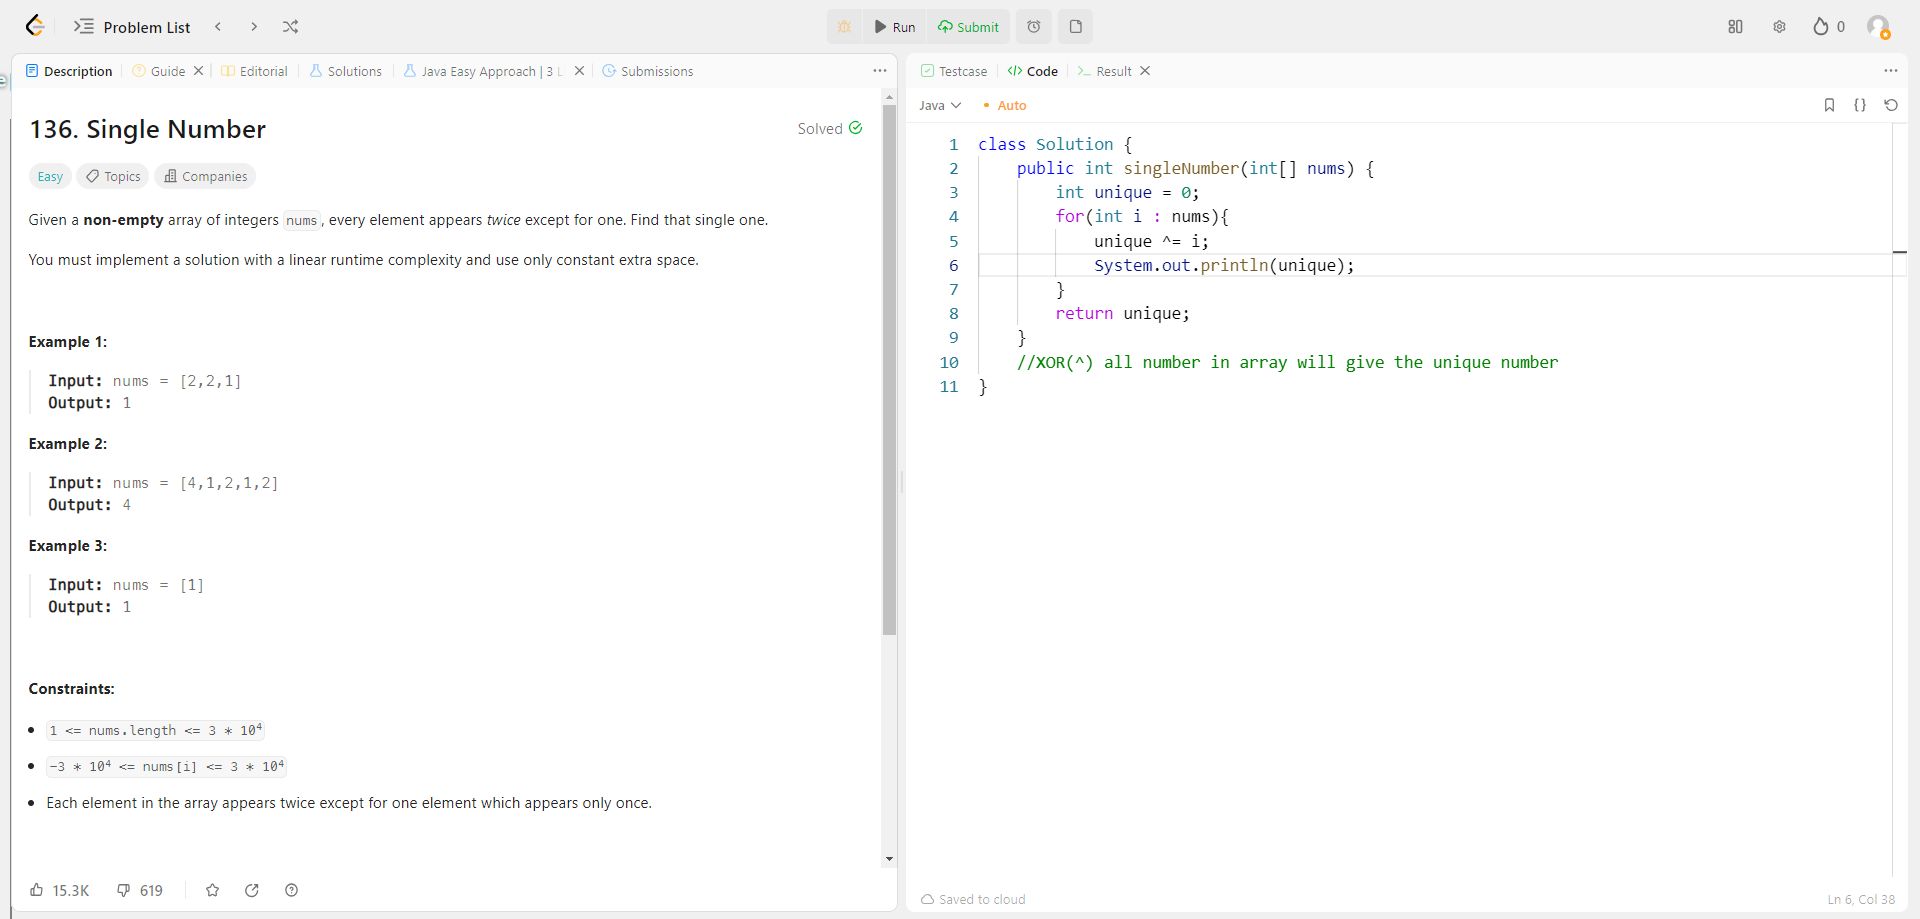 Problem List
Run
Submit
0
Description
Guide
Editorial
Solutions
Java Easy Approach | 3 L
Submissions
Testcase
Code
Result
Java
Auto
136. Single Number
Solved
Easy
Topics
Companies
Given a non-empty array of integers nums, every element appears twice except for one. Find that single one.
You must implement a solution with a linear runtime complexity and use only constant extra space.
Example 1:
Input: nums = [2,2,1]
Output: 1
Example 2:
Input: nums = [4,1,2,1,2]
Output: 4
Example 3:
Input: nums = [1]
Output: 1
Constraints:
• 1 <= nums.length <= 3 * 10⁴
• -3 * 10⁴ <= nums[i] <= 3 * 10⁴
• Each element in the array appears twice except for one element which appears only once.
15.3K
619
1 class Solution {
2     public int singleNumber(int[] nums) {
3         int unique = 0;
4         for(int i : nums){
5             unique ^= i;
6             System.out.println(unique);
7         }
8         return unique;
9     }
10     //XOR(^) all number in array will give the unique number
11 }
Saved to cloud
Ln 6, Col 38